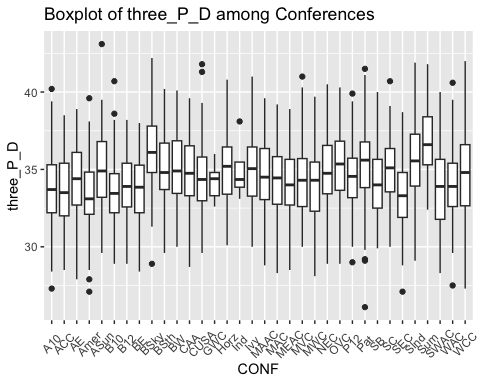 Boxplot of three_P_D among Conferences
three_P_D
40
35
30
A10 ACC AE Amer ASun B10 B12 BE BSky BSth BW CAA CUSA GWC Horz Ind Ivy MAAC MAC MEAC MVC MWC NEC OVC P12 Pat SB SC SEC Slnd Sum SWAC WAC WCC
CONF